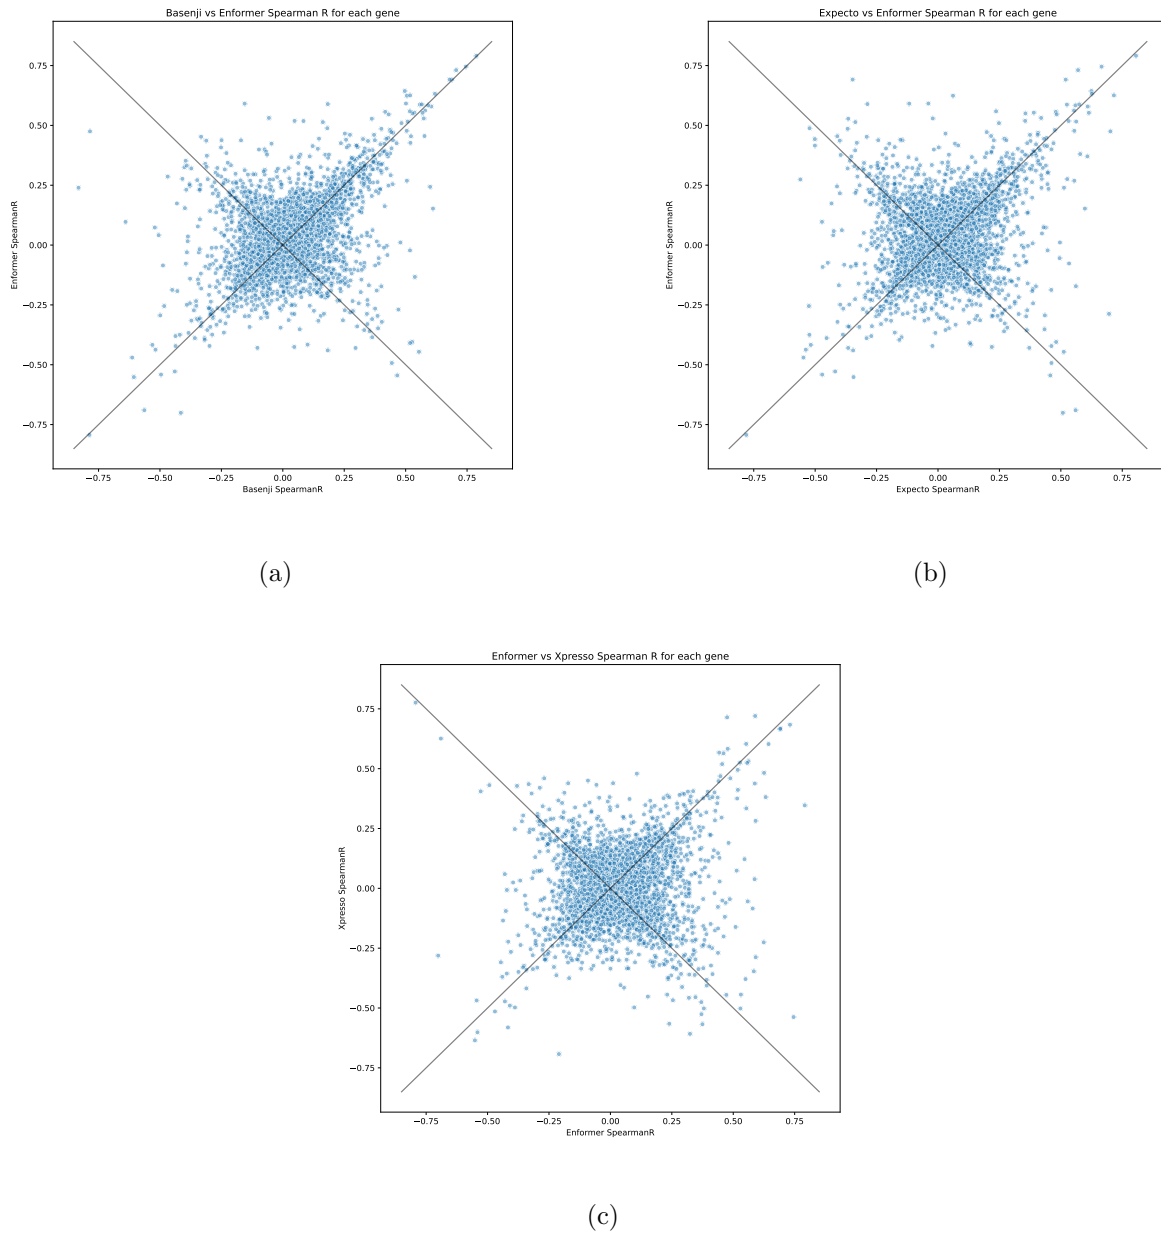 Basenji vs Enformer Spearman R for each gene
0.75
0.50
0.25
0.00
−0.25
−0.50
−0.75
Enformer SpearmanR
−0.75 −0.50 −0.25 0.00 0.25 0.50 0.75
Basenji SpearmanR
(a)
Expecto vs Enformer Spearman R for each gene
0.75
0.50
0.25
0.00
−0.25
−0.50
−0.75
Enformer SpearmanR
−0.75 −0.50 −0.25 0.00 0.25 0.50 0.75
Expecto SpearmanR
(b)
Enformer vs Xpresso Spearman R for each gene
0.75
0.50
0.25
0.00
−0.25
−0.50
−0.75
Xpresso SpearmanR
−0.75 −0.50 −0.25 0.00 0.25 0.50 0.75
Enformer SpearmanR
(c)